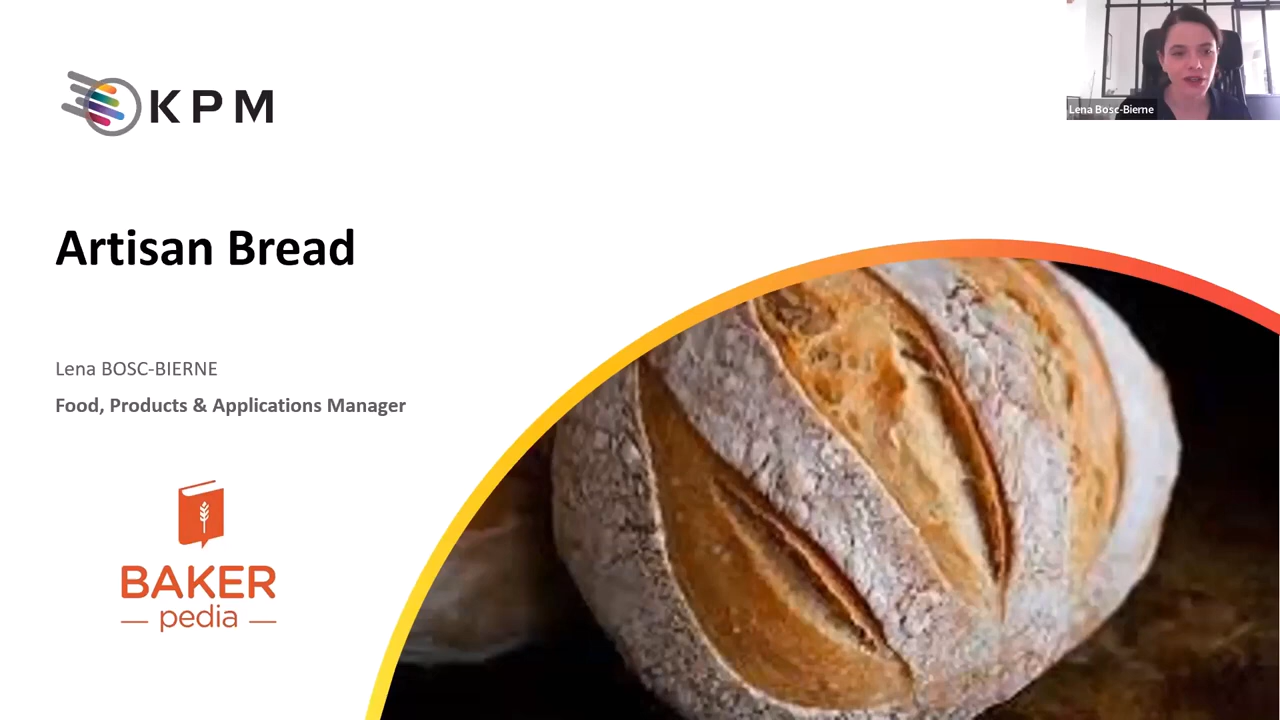 KPM
Lena Bosc-Bierne
Artisan Bread
Lena BOSC-BIERNE
Food, Products & Applications Manager
BAKER
pedia